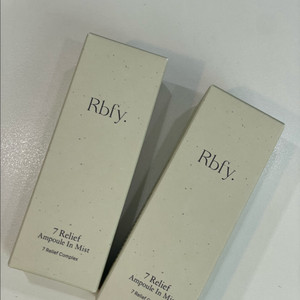 Rbfy.
7 Relief
Ampoule In Mist
7 Relief Complex
Rbfy.
7 Relief
Ampoule In Mist
7 Relief Complex